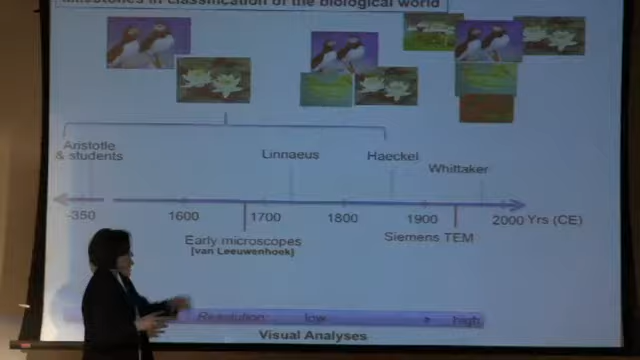 Milestones in classification of the biological world
Aristotle
& students
Linnaeus
Haeckel
Whittaker
-350
1600
1700
1800
1900
2000 Yrs (CE)
Early microscopes
[van Leeuwenhoek]
Siemens TEM
Resolution: low
high
Visual Analyses